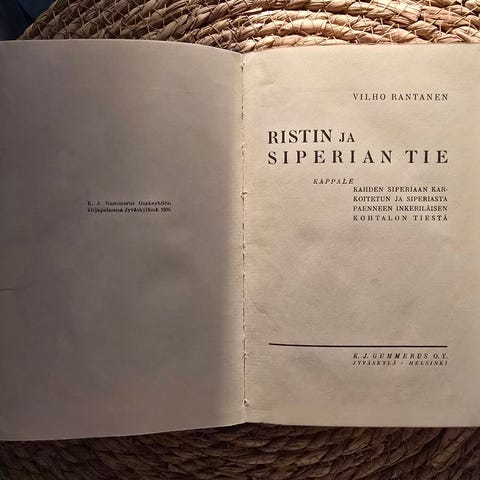 K. J. Gummerus Osakeyhtiön
kirjapainossa Jyväskylässä 1935
VILHO RANTANEN
RISTIN JA
SIPERIAN TIE
KAPPALE
KAHDEN SIPERIAAN KAR-
KOITETUN JA SIPERIASTA
PAENNEEN INKERILÄISEN
KOHTALON TIESTÄ
K. J. GUMMERUS O.Y.
JYVÄSKYLÄ · HELSINKI